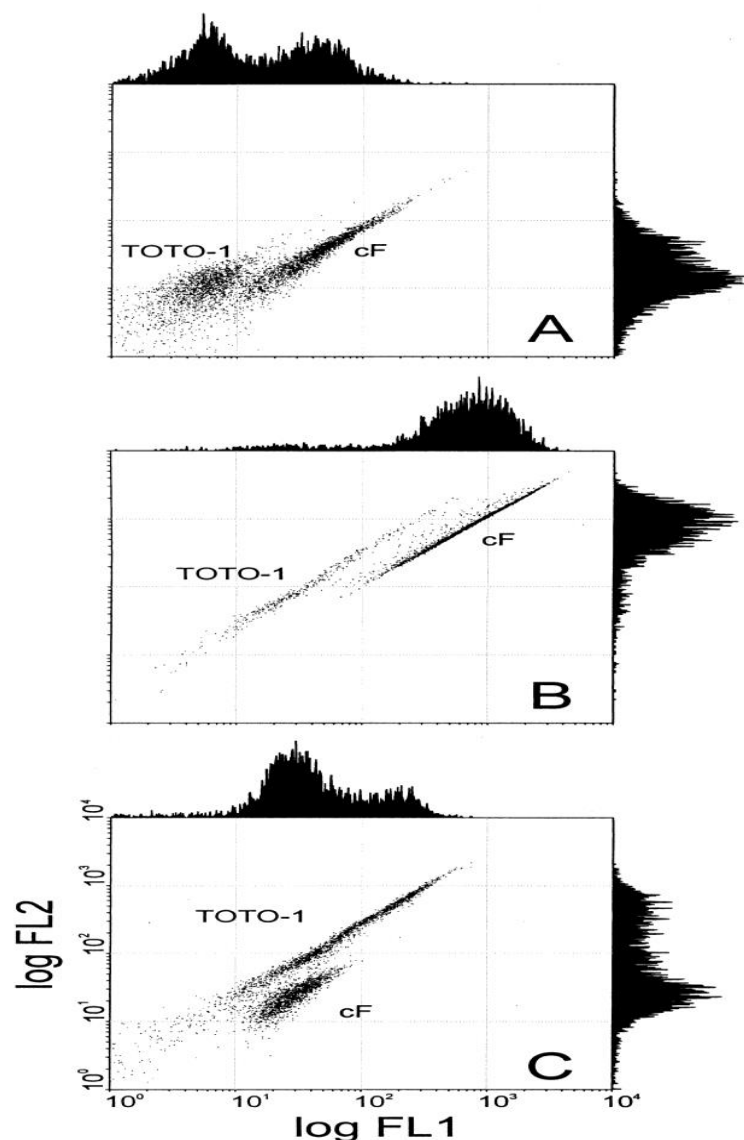 TOTO-1
cF
A
cF
TOTO-1
B
10⁴
10³
TOTO-1
10²
log FL2
cF
10¹
C
10⁰
10⁰ 10¹ 10² 10³ 10⁴
log FL1